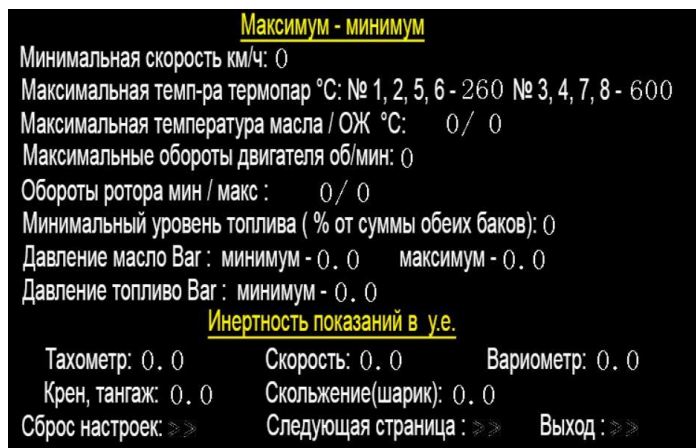 Максимум - минимум
Минимальная скорость км/ч: 0
Максимальная темп-ра термопар °С: № 1, 2, 5, 6 - 260 № 3, 4, 7, 8 - 600
Максимальная температура масла / ОЖ °С: 0/ 0
Максимальные обороты двигателя об/мин: 0
Обороты ротора мин / макс : 0/ 0
Минимальный уровень топлива ( % от суммы обеих баков): 0
Давление масло Bar : минимум - 0.0 максимум - 0.0
Давление топливо Bar : минимум - 0.0
Инертность показаний в у.е.
Тахометр: 0.0 Скорость: 0.0 Вариометр: 0.0
Крен, тангаж: 0.0 Скольжение(шарик): 0.0
Сброс настроек: >> Следующая страница : >> Выход : >>